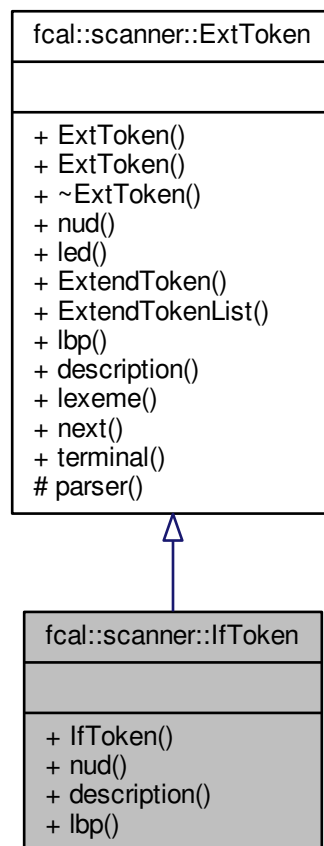 fcal::scanner::ExtToken
+ ExtToken()
+ ExtToken()
+ ~ExtToken()
+ nud()
+ led()
+ ExtendToken()
+ ExtendTokenList()
+ lbp()
+ description()
+ lexeme()
+ next()
+ terminal()
# parser()
fcal::scanner::IfToken
+ IfToken()
+ nud()
+ description()
+ lbp()